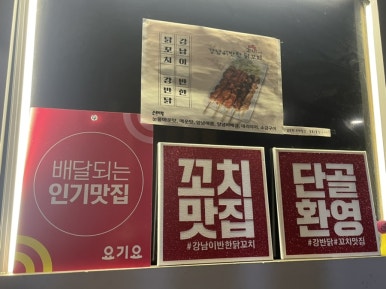 강남이 반한
닭꼬치 강반닭
강남이반한 닭꼬치
배달되는
인기맛집
요기요
꼬치
맛집
#강남이반한닭꼬치
단골
환영
#강반닭#꼬치맛집